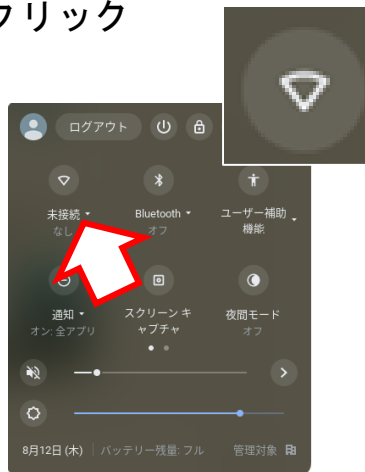 クリック
ログアウト
未接続
なし
Bluetooth
オフ
ユーザー補助
機能
通知
オン: 全アプリ
スクリーン キ
ャプチャ
夜間モード
オフ
8月12日 (木)
バッテリー残量: フル
管理対象